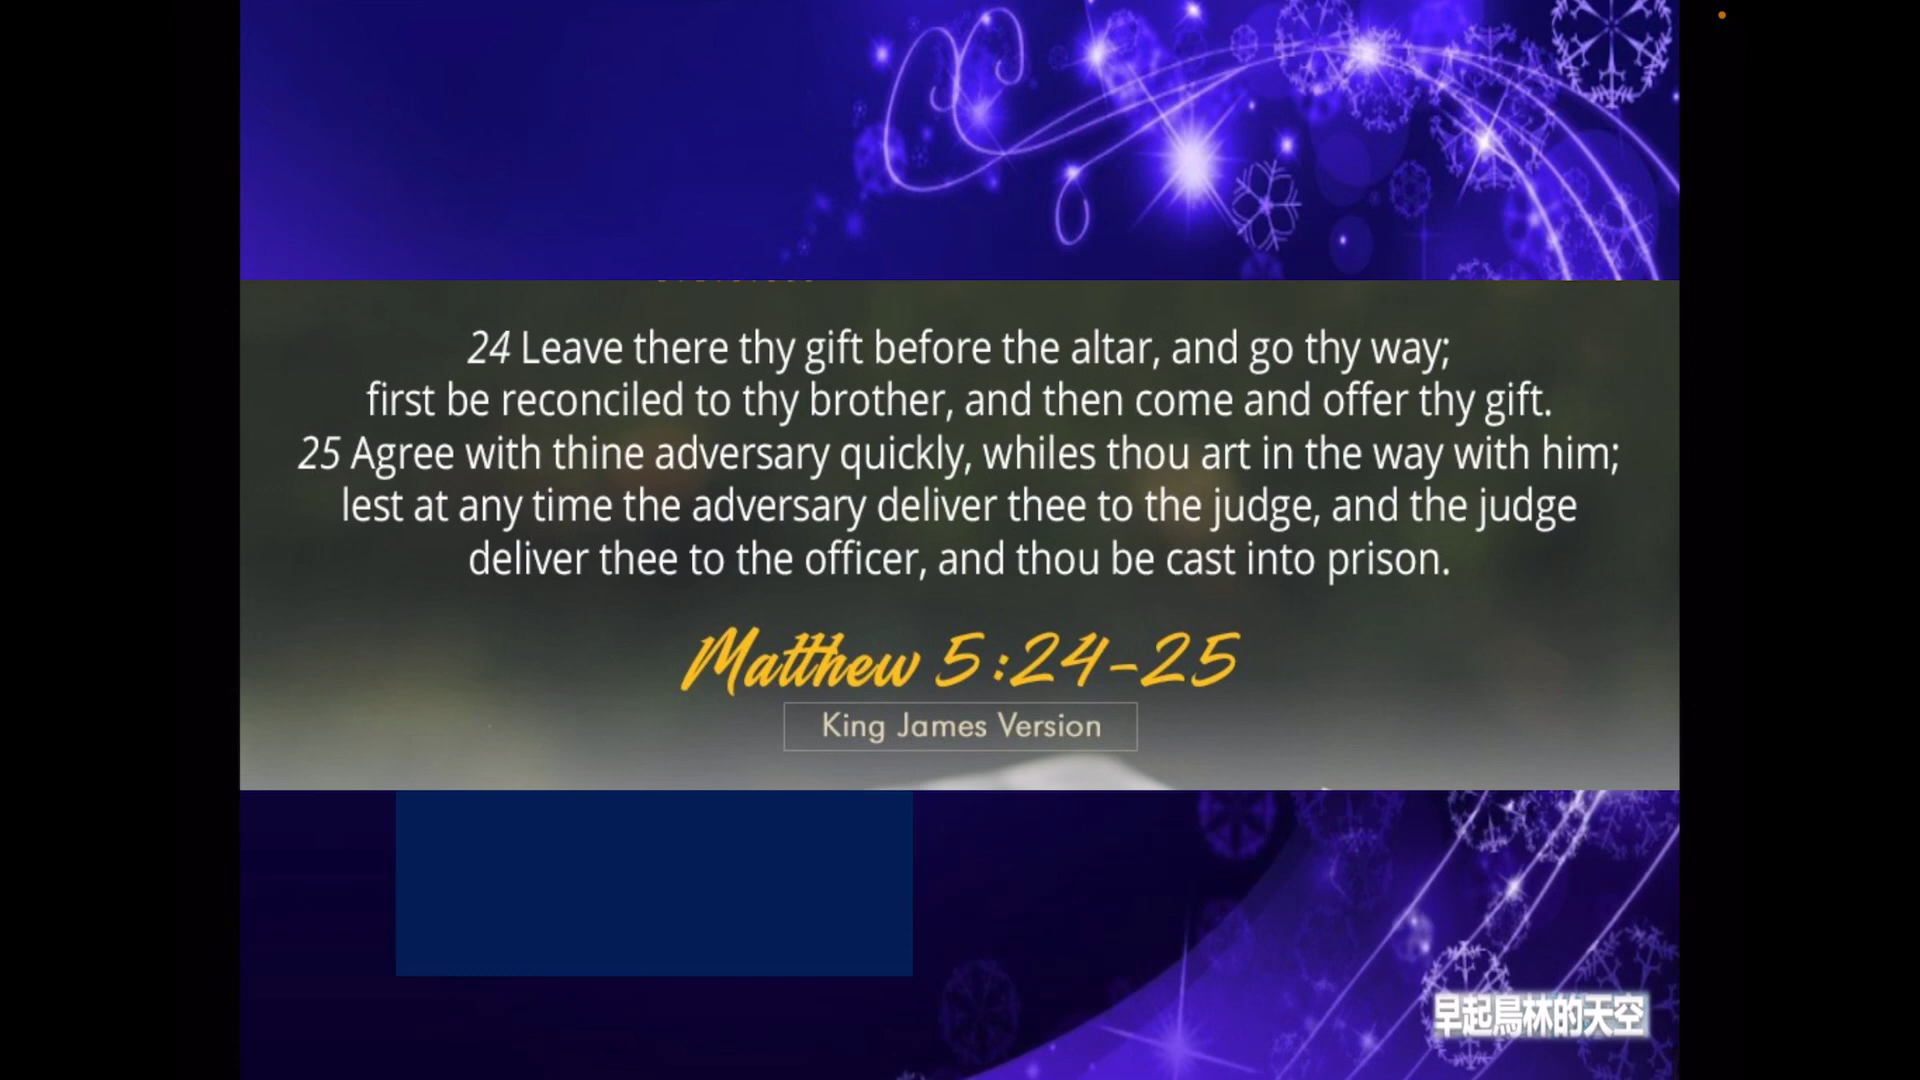 24 Leave there thy gift before the altar, and go thy way;
first be reconciled to thy brother, and then come and offer thy gift.
25 Agree with thine adversary quickly, whiles thou art in the way with him;
lest at any time the adversary deliver thee to the judge, and the judge
deliver thee to the officer, and thou be cast into prison.
Matthew 5:24-25
King James Version
早起鳥林的天空